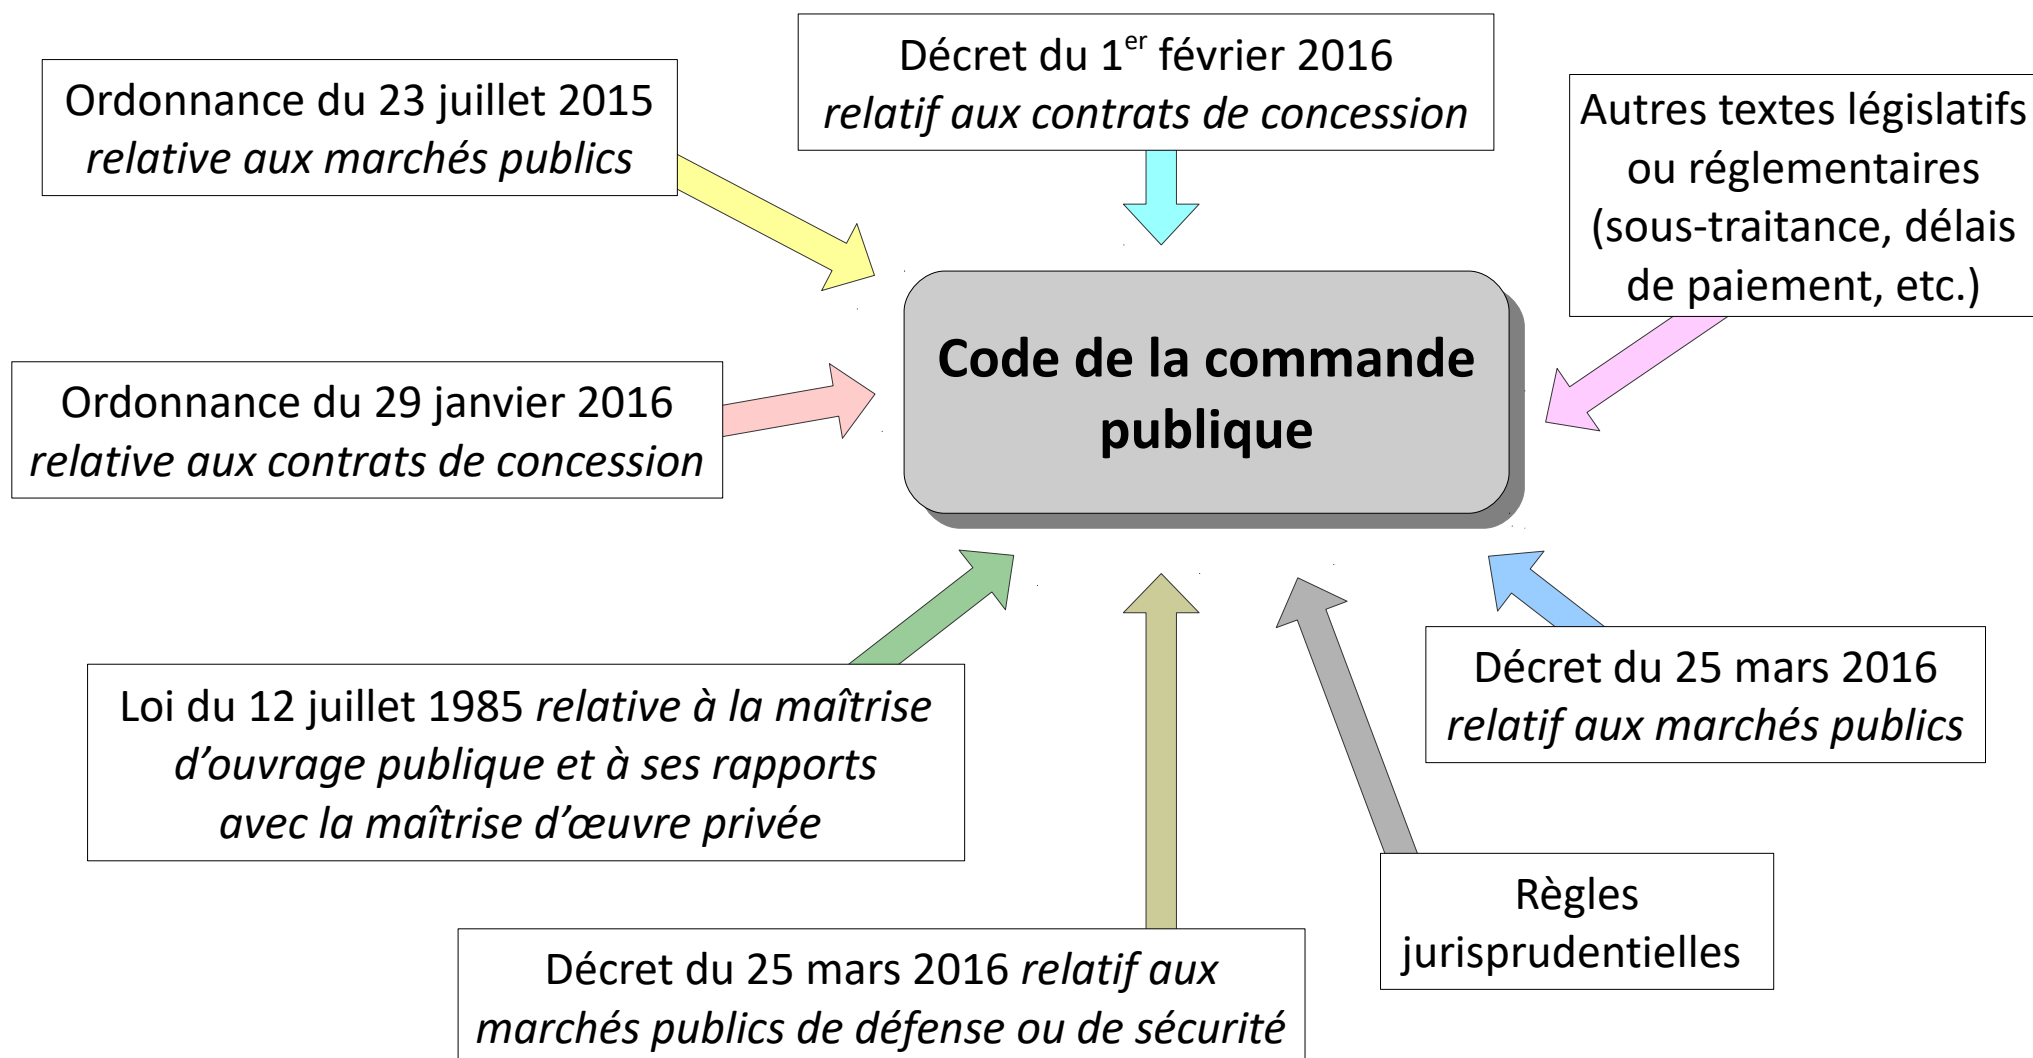 Décret du 1er février 2016
relatif aux contrats de concession
Ordonnance du 23 juillet 2015
relative aux marchés publics
Autres textes législatifs
ou réglementaires
(sous-traitance, délais
de paiement, etc.)
Code de la commande
publique
Ordonnance du 29 janvier 2016
relative aux contrats de concession
Loi du 12 juillet 1985 relative à la maîtrise
d’ouvrage publique et à ses rapports
avec la maîtrise d’œuvre privée
Décret du 25 mars 2016
relatif aux marchés publics
Règles
jurisprudentielles
Décret du 25 mars 2016 relatif aux
marchés publics de défense ou de sécurité